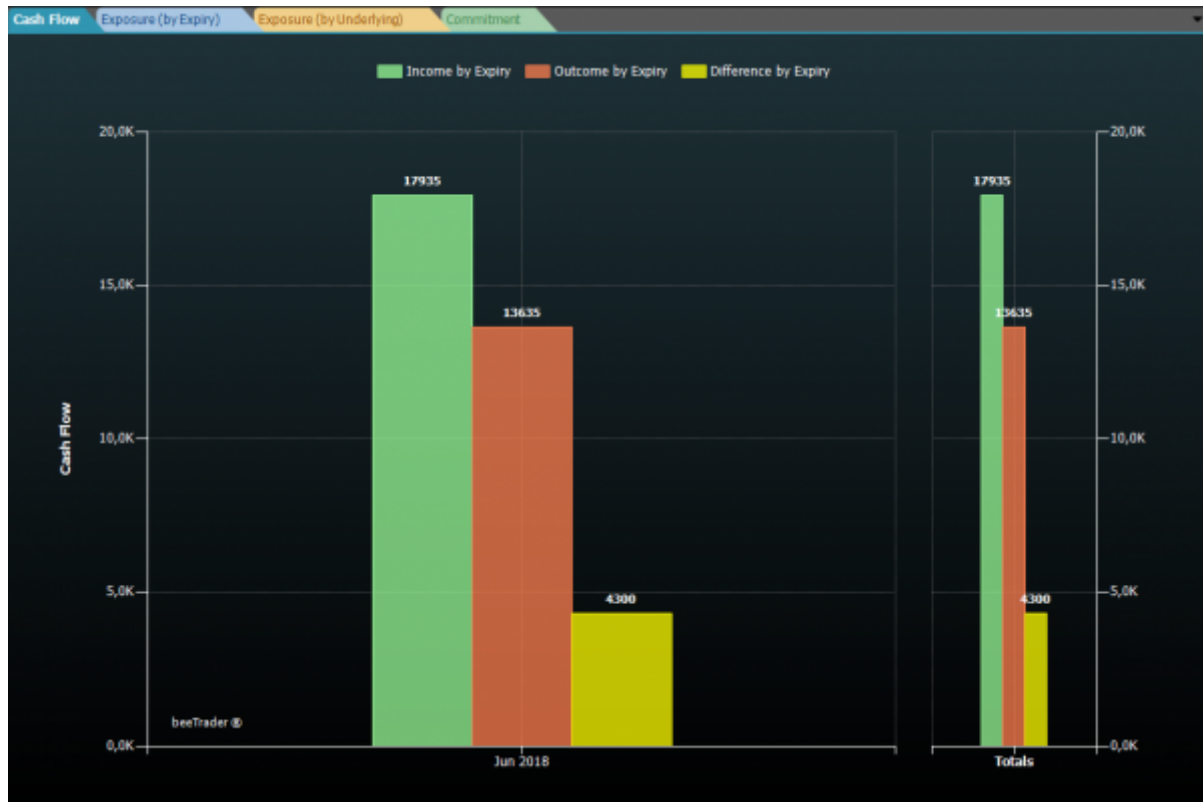 Cash Flow Exposure (by Expiry) Exposure (by Underlying) Commitment
Income by Expiry Outcome by Expiry Difference by Expiry
20,0K 20,0K
17935 17935
15,0K 15,0K
13635 13635
Cash Flow
10,0K 10,0K
5,0K 5,0K
4300 4300
beeTrader ®
0,0K 0,0K
Jun 2018 Totals